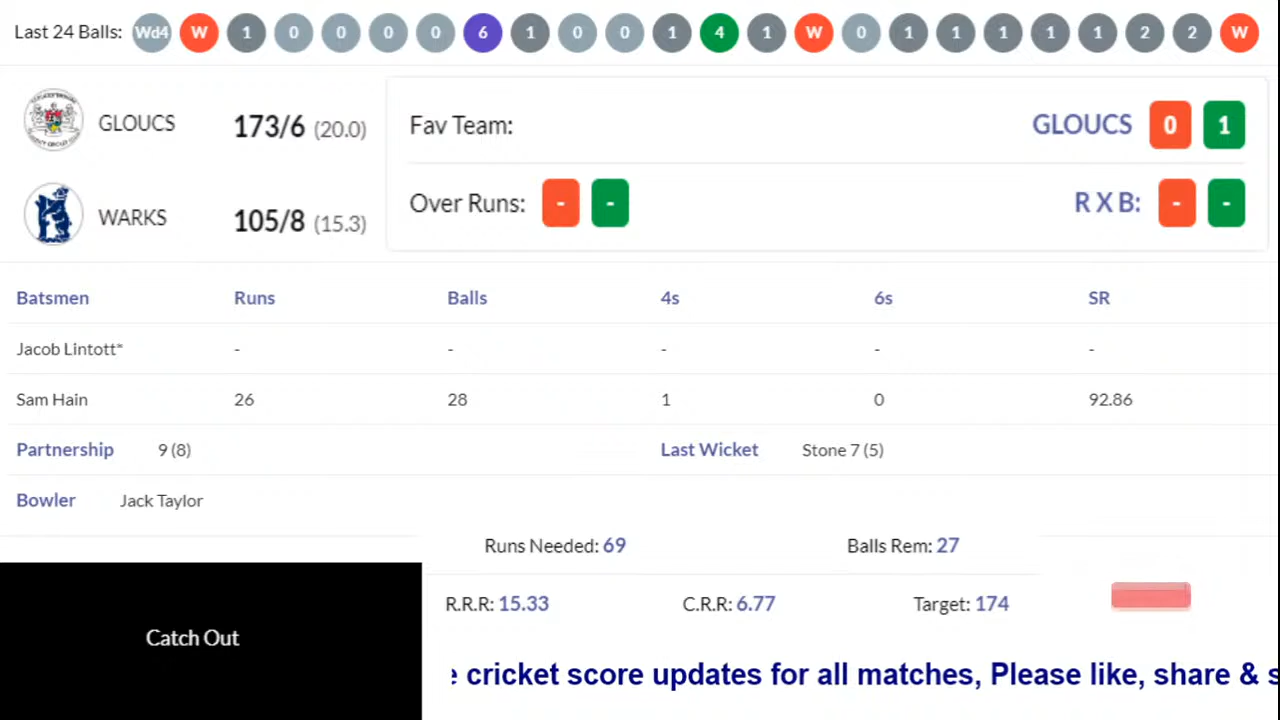 Last 24 Balls: Wd4 W 1 0 0 0 0 6 1 0 0 1 4 1 W 0 1 1 1 1 1 2 2 W
GLOUCS 173/6 (20.0) Fav Team: GLOUCS 0 1
WARKS 105/8 (15.3) Over Runs: - - R X B: - -
Batsmen Runs Balls 4s 6s SR
Jacob Lintott* - - - - -
Sam Hain 26 28 1 0 92.86
Partnership 9 (8) Last Wicket Stone 7 (5)
Bowler Jack Taylor
Runs Needed: 69 Balls Rem: 27
R.R.R: 15.33 C.R.R: 6.77 Target: 174
Catch Out
cricket score updates for all matches, Please like, share &